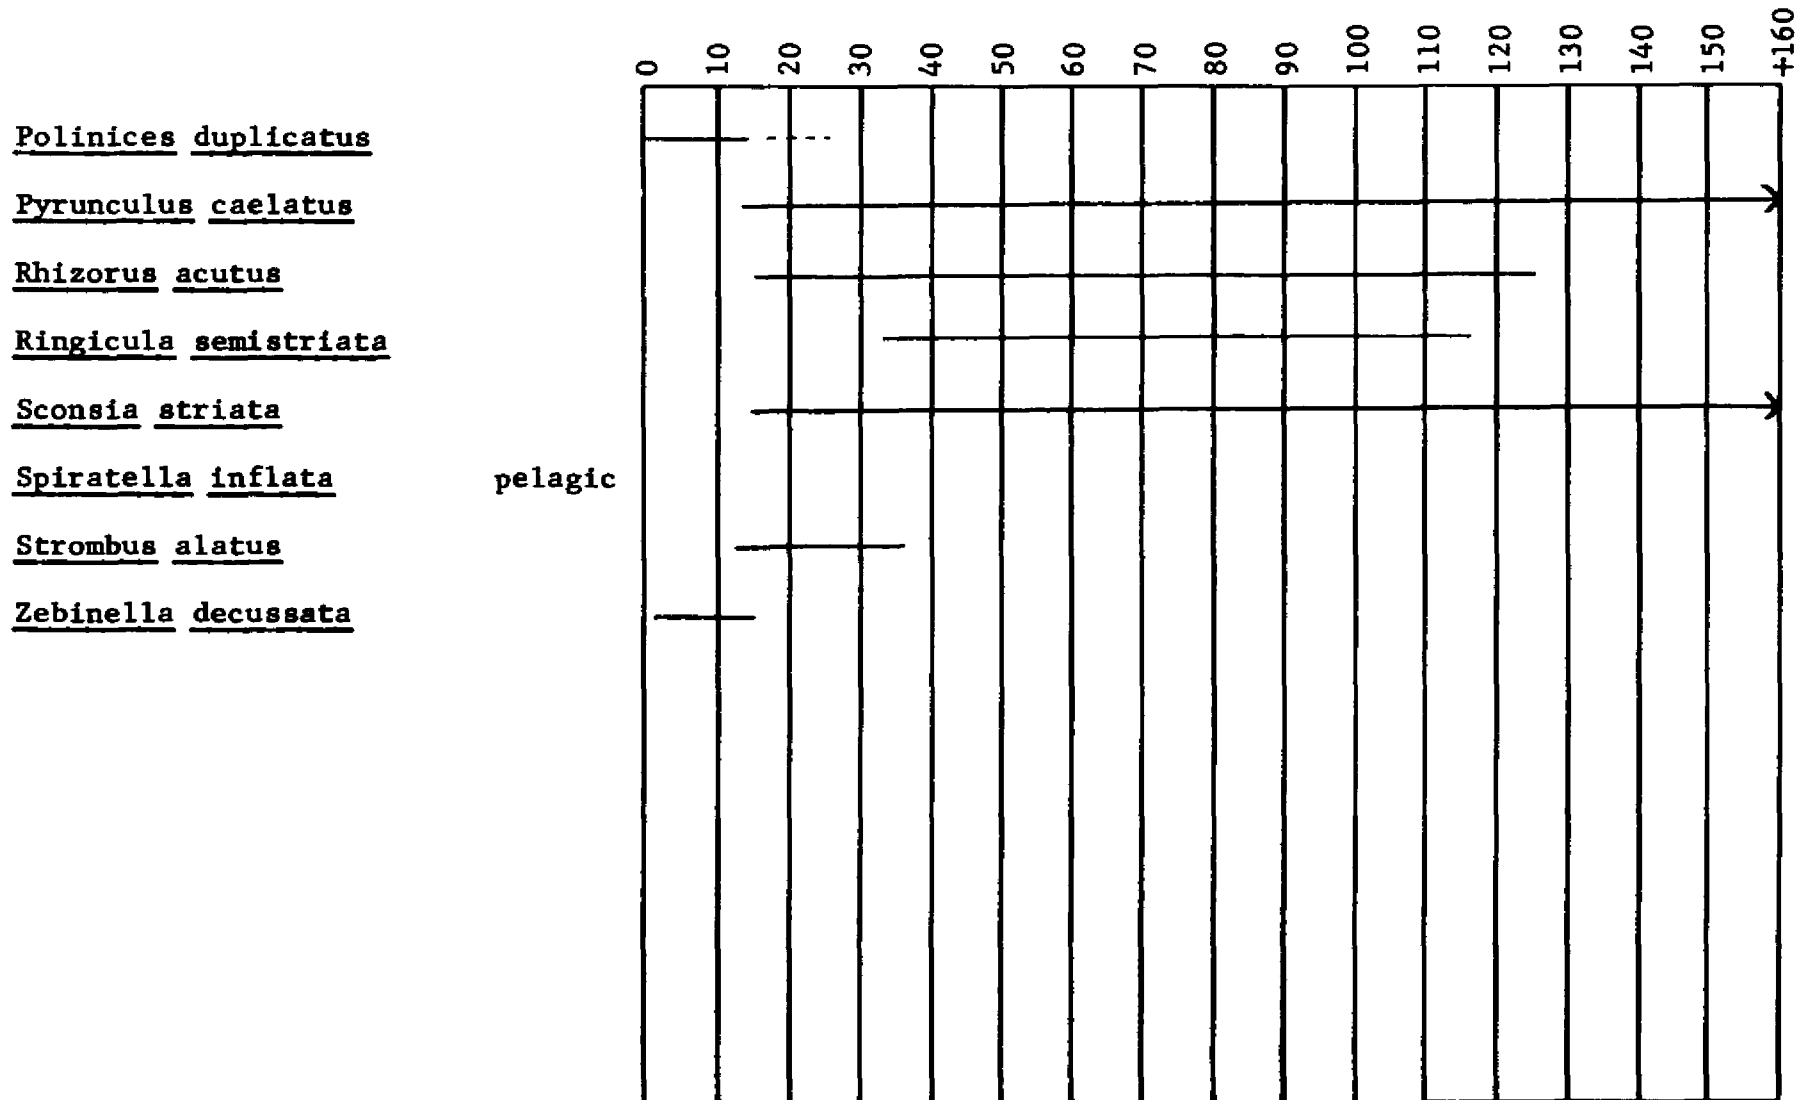 0 10 20 30 40 50 60 70 80 90 100 110 120 130 140 150 +160
Polinices duplicatus
Pyrunculus caelatus
Rhizorus acutus
Ringicula semistriata
Sconsia striata
Spiratella inflata pelagic
Strombus alatus
Zebinella decussata